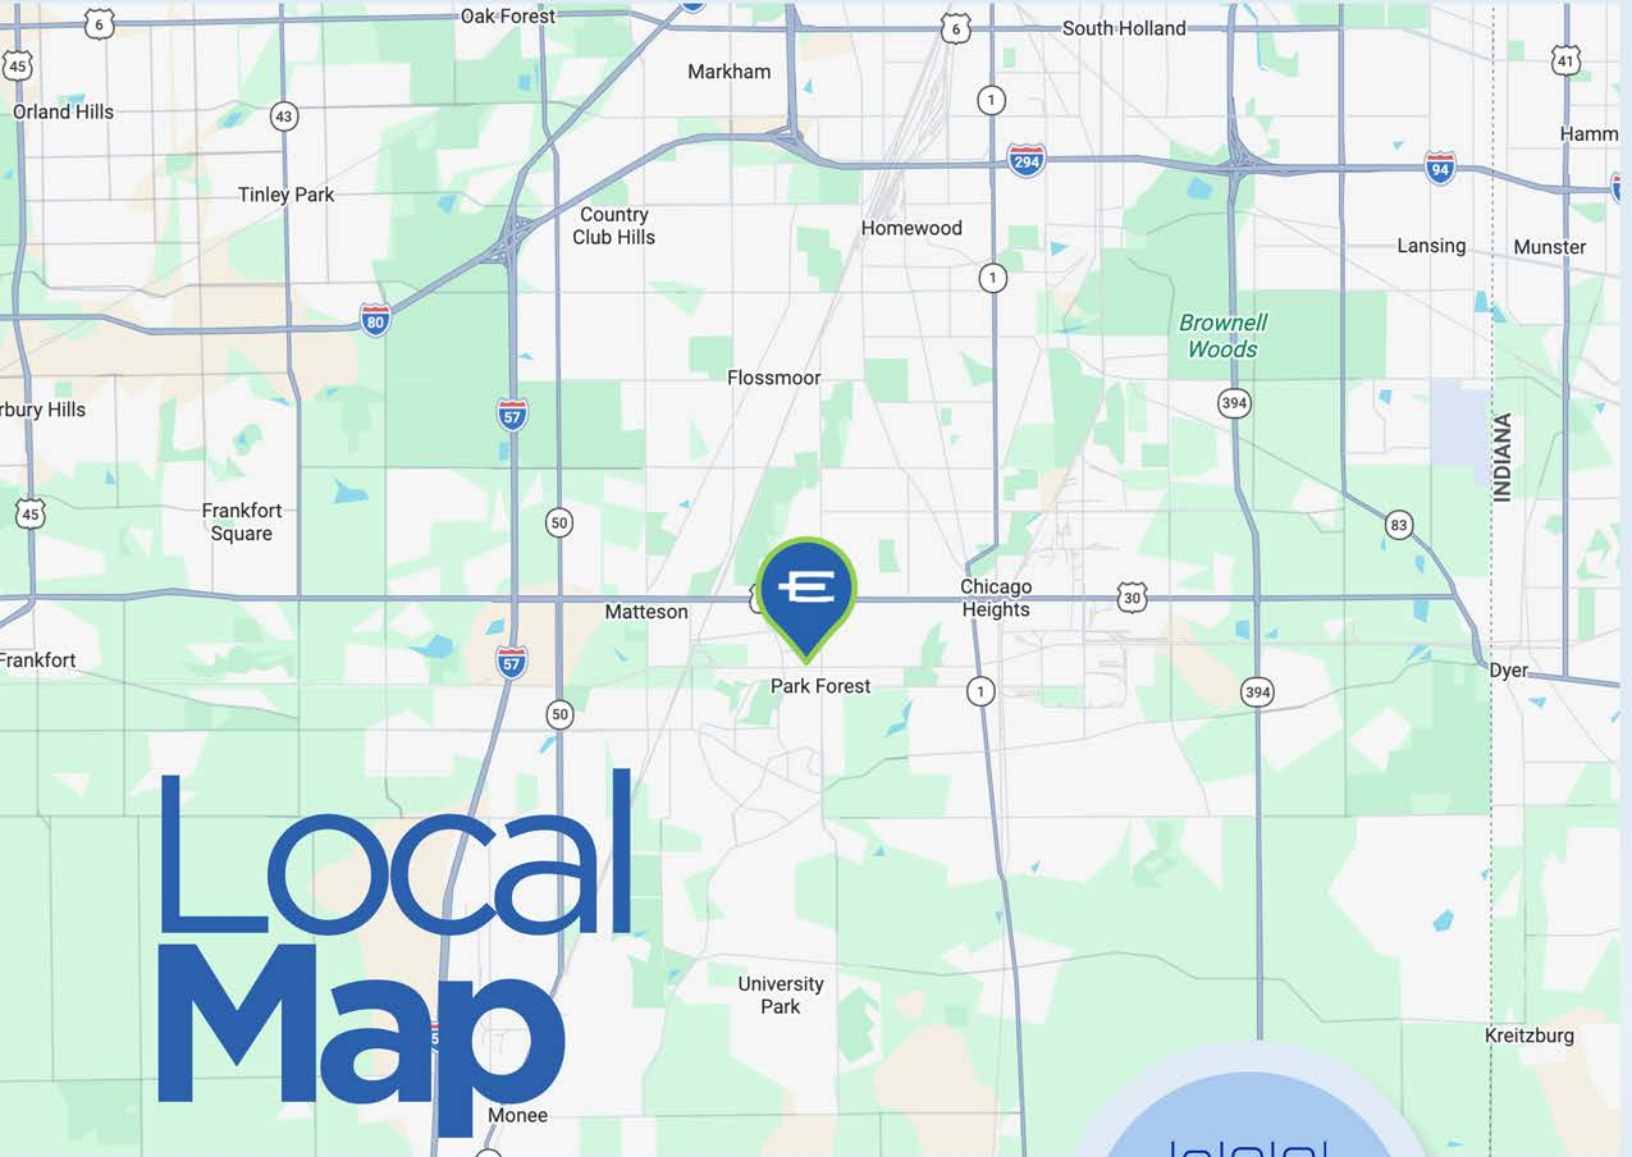 6
Oak Forest
6
South Holland
45
41
Markham
Orland Hills
43
1
Hamm
294
94
Tinley Park
Country
Club Hills
Homewood
Lansing
Munster
1
80
Brownell
Woods
Flossmoor
57
394
rbury Hills
INDIANA
45
Frankfort
Square
50
83
E
Matteson
Chicago
Heights
30
Frankfort
57
Park Forest
1
394
Dyer
50
Local
Map
University
Park
5
Kreitzburg
Monee